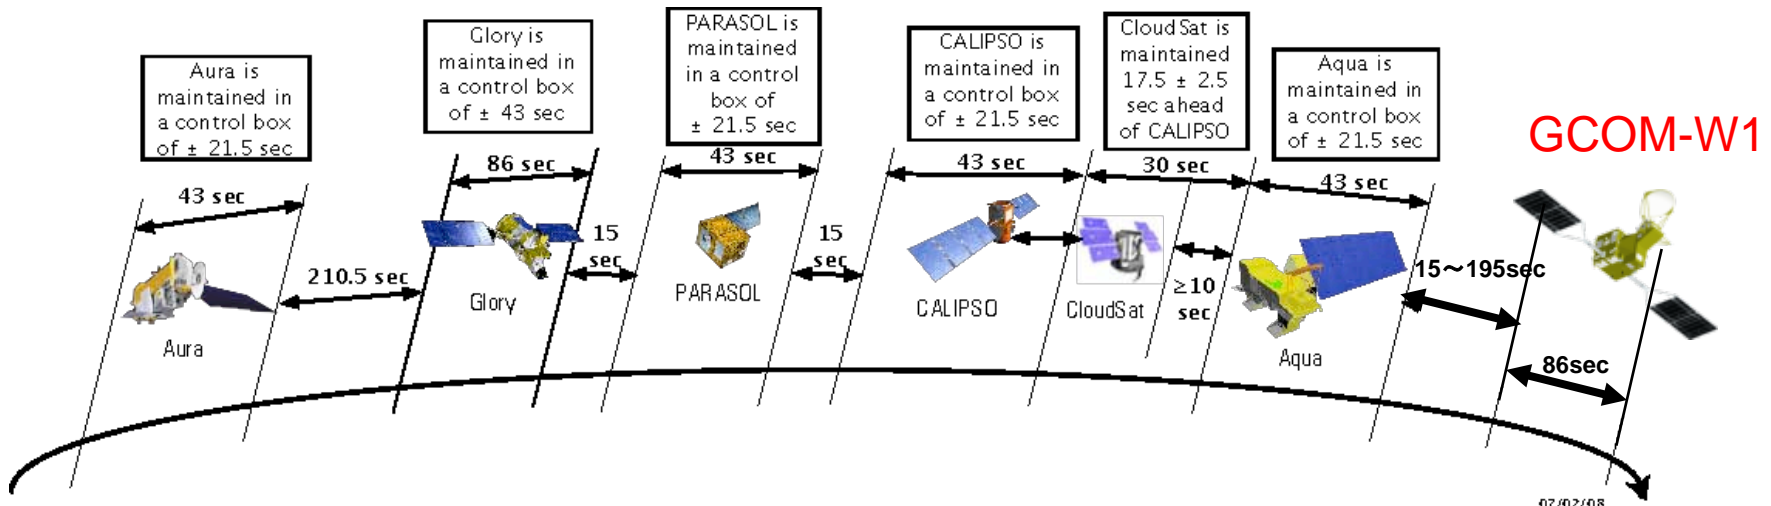 Aura is
maintained in
a control box
of ± 21.5 sec
Glory is
maintained in
a control box
of ± 43 sec
PARASOL is
maintained
in a control
box of
± 21.5 sec
CALIPSO is
maintained in
a control box
of ± 21.5 sec
CloudSat is
maintained
17.5 ± 2.5
sec ahead
of CALIPSO
Aqua is
maintained in
a control box
of ± 21.5 sec
GCOM-W1
43 sec
86 sec
43 sec
43 sec
30 sec
43 sec
210.5 sec
15
sec
15
sec
≥10
sec
15～195sec
86sec
Aura
Glory
PARASOL
CALIPSO
CloudSat
Aqua
02/02/08